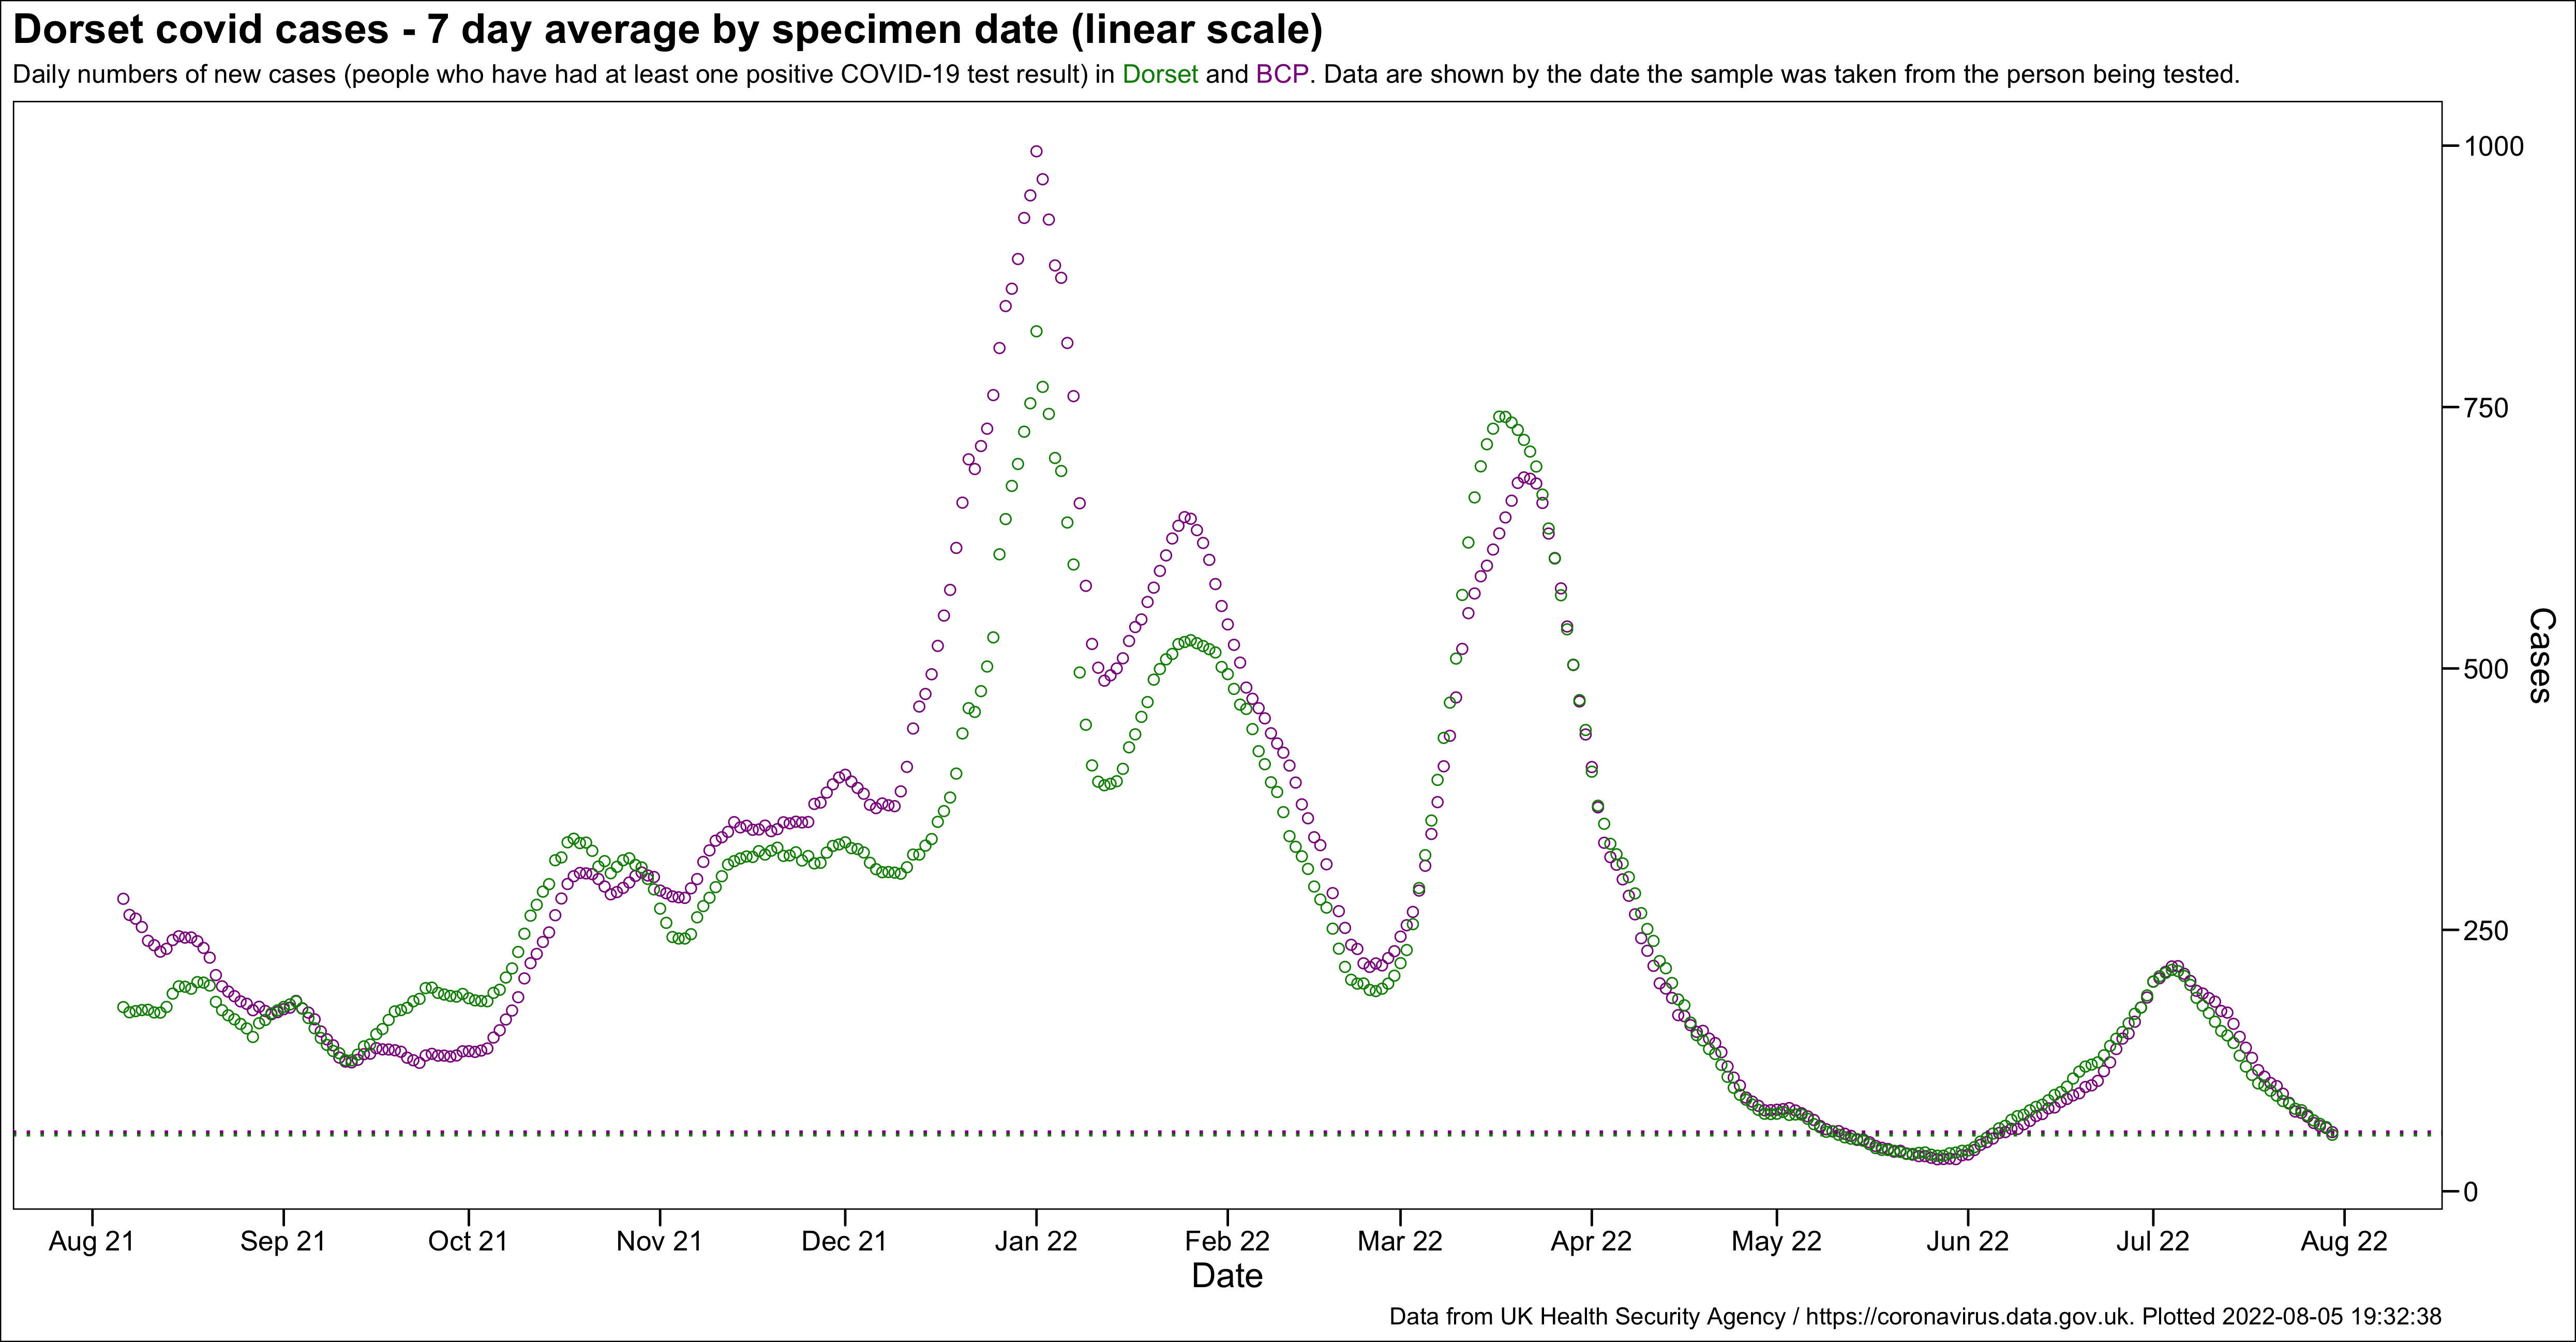 Dorset covid cases - 7 day average by specimen date (linear scale)
Daily numbers of new cases (people who have had at least one positive COVID-19 test result) in Dorset and BCP. Data are shown by the date the sample was taken from the person being tested.
1000
750
500
250
0
Cases
Aug 21 Sep 21 Oct 21 Nov 21 Dec 21 Jan 22 Feb 22 Mar 22 Apr 22 May 22 Jun 22 Jul 22 Aug 22
Date
Data from UK Health Security Agency / https://coronavirus.data.gov.uk. Plotted 2022-08-05 19:32:38